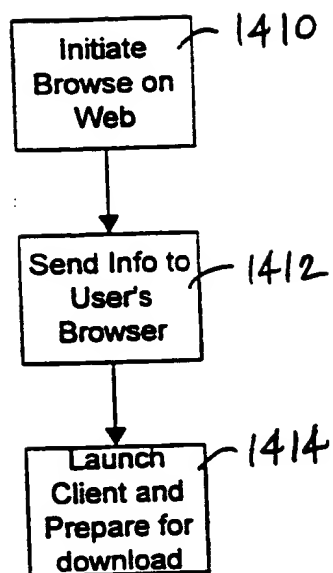 Initiate
Browse on
Web
1410
Send Info to
User's
Browser
1412
Launch
Client and
Prepare for
download
1414